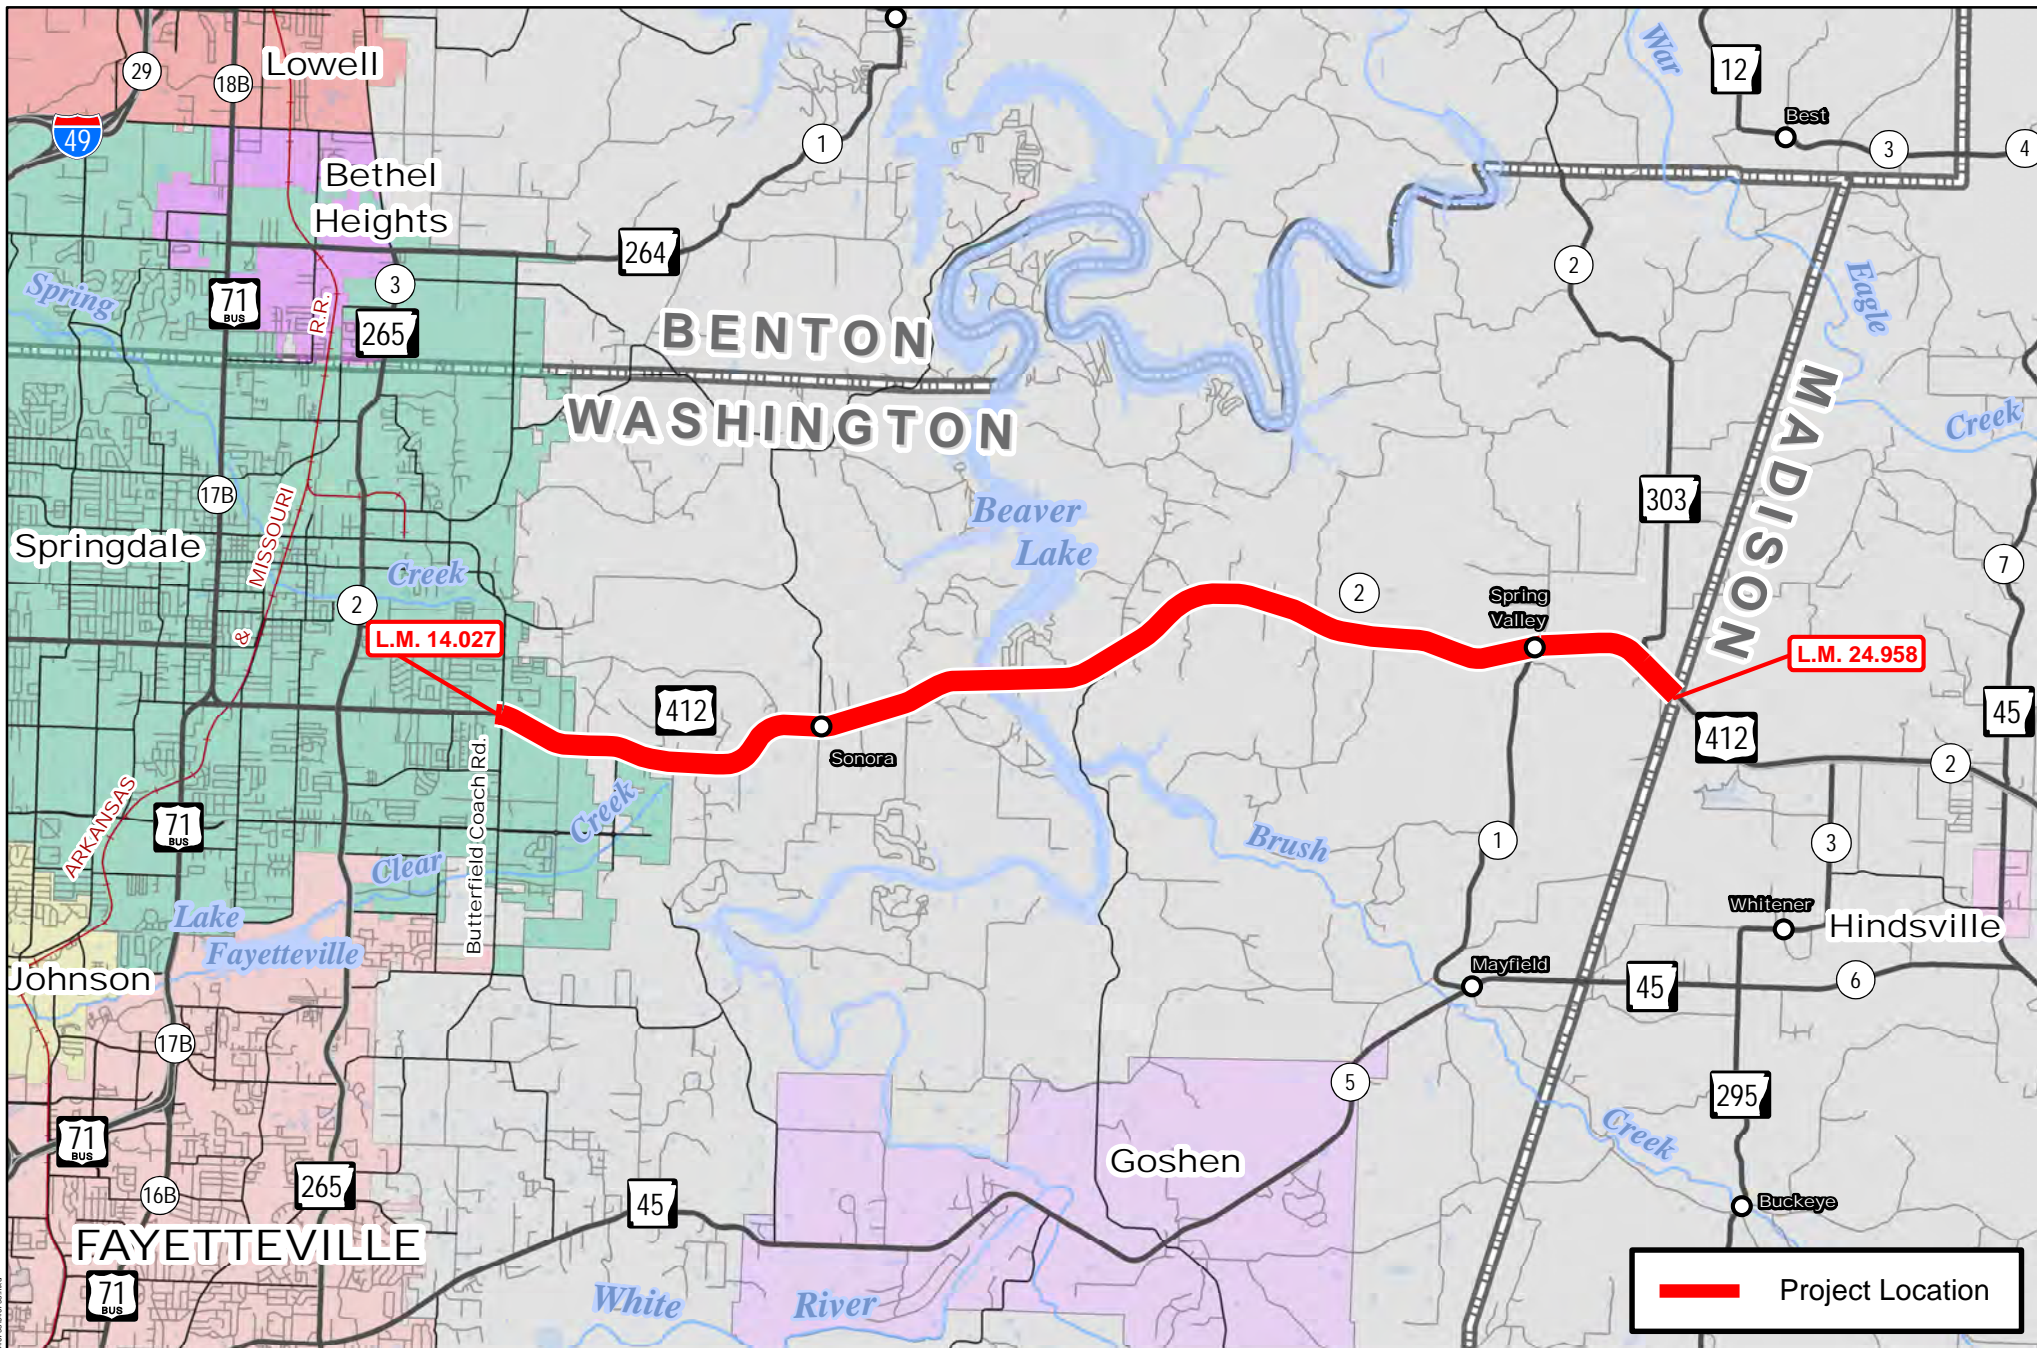 Lowell
29
18B
49
12
War
Best
3
4
1
Bethel
Heights
264
3
2
Eagle
Spring
71
BUS
R.R.
265
BENTON
WASHINGTON
MADISON
Creek
17B
MISSOURI
303
Beaver
Lake
Springdale
Creek
7
2
2
Spring
Valley
&
L.M. 14.027
L.M. 24.958
412
45
412
Sonora
2
Butterfield Coach Rd.
ARKANSAS
71
BUS
Creek
Brush
1
3
Clear
Lake
Fayetteville
Whitener
Hindsville
Johnson
Mayfield
45
6
17B
5
295
71
BUS
Creek
Goshen
265
16B
45
Buckeye
FAYETTEVILLE
71
BUS
White
River
Project Location